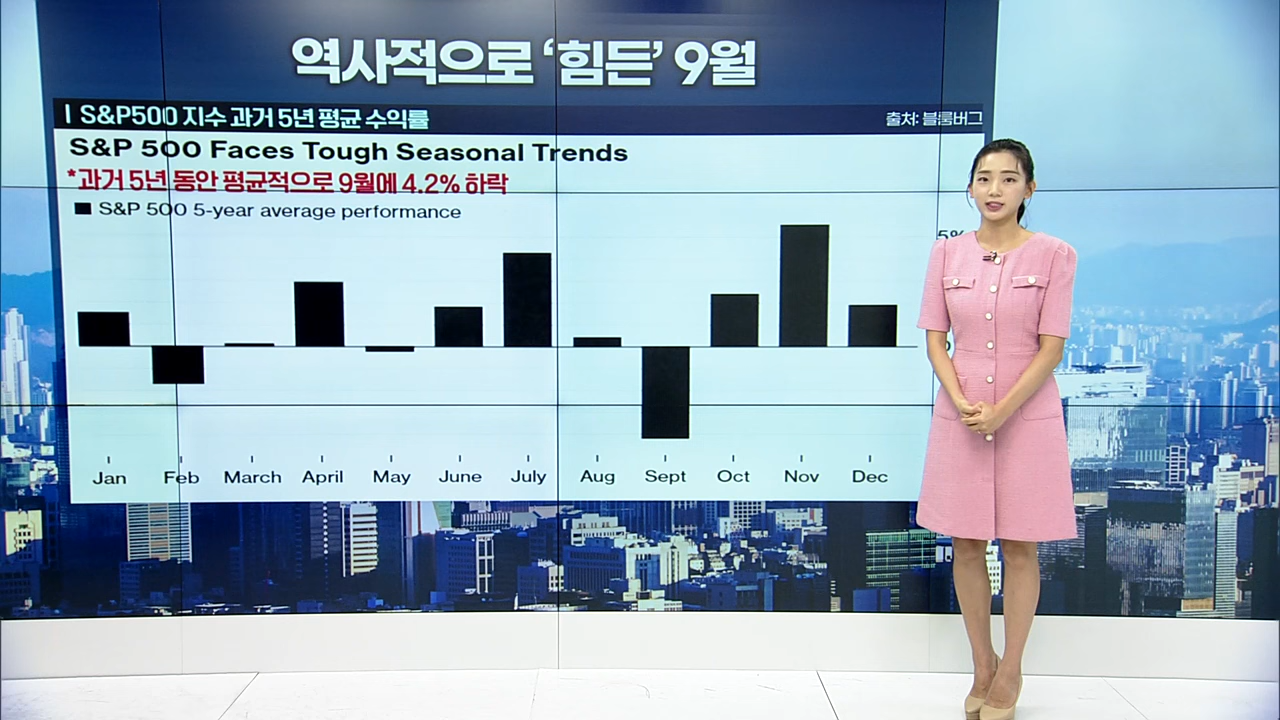 역사적으로 ‘힘든’ 9월
S&P500 지수 과거 5년 평균 수익률
출처: 블룸버그
S&P 500 Faces Tough Seasonal Trends
*과거 5년 동안 평균적으로 9월에 4.2% 하락
S&P 500 5-year average performance
5%
Jan Feb March April May June July Aug Sept Oct Nov Dec